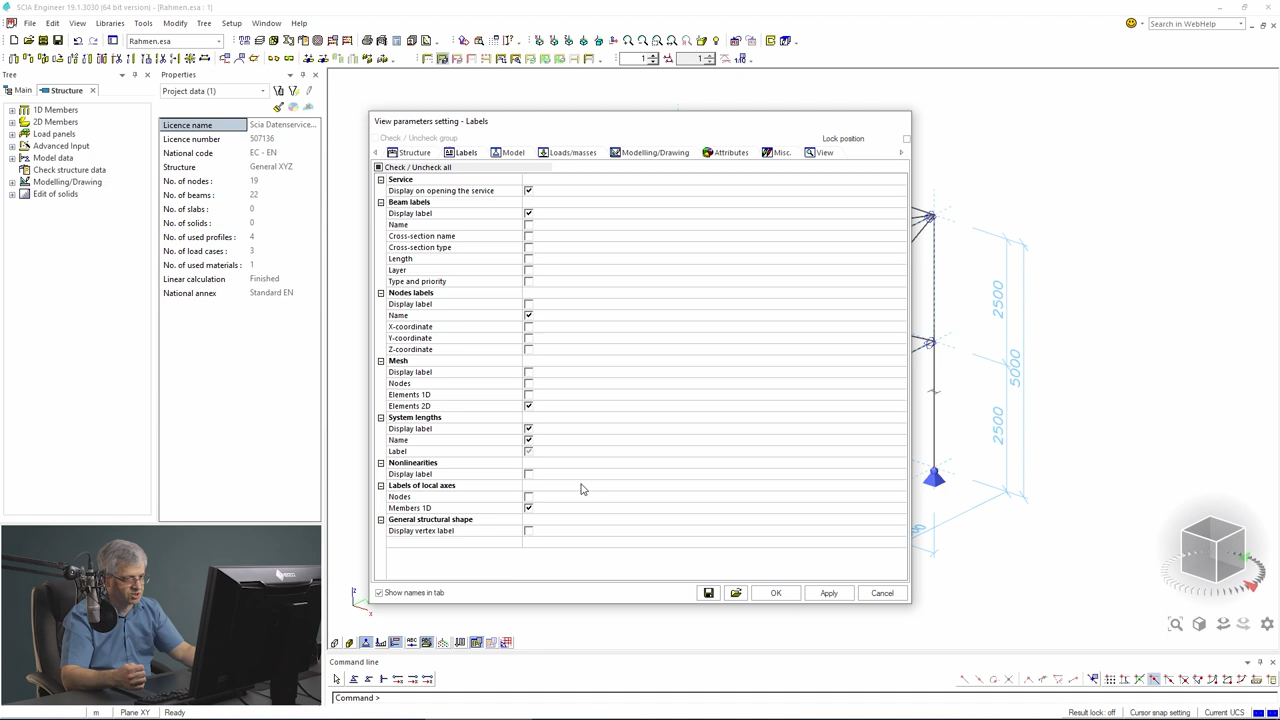 SCIA Engineer 19.1.3030 (64 bit version) - [Rahmen.esa : 1]
File Edit View Libraries Tools Modify Tree Setup Window Help
Search in WebHelp
Rahmen.esa
1 1
Tree
Main Structure
1D Members
2D Members
Load panels
Advanced Input
Model data
Check structure data
Modelling/Drawing
Edit of solids
Properties
Project data (1)
Licence name Scia Datenservice...
Licence number 507136
National code EC - EN
Structure General XYZ
No. of nodes : 19
No. of beams : 22
No. of slabs : 0
No. of solids : 0
No. of used profiles : 4
No. of load cases : 3
No. of used materials : 1
Linear calculation Finished
National annex Standard EN
View parameters setting - Labels
Check / Uncheck group
Lock position
Structure Labels Model Loads/masses Modelling/Drawing Attributes Misc. View
Check / Uncheck all
Service
Display on opening the service
Beam labels
Display label
Name
Cross-section name
Cross-section type
Length
Layer
Type and priority
Nodes labels
Display label
Name
X-coordinate
Y-coordinate
Z-coordinate
Mesh
Display label
Nodes
Elements 1D
Elements 2D
System lengths
Display label
Name
Label
Nonlinearities
Display label
Labels of local axes
Nodes
Members 1D
General structural shape
Display vertex label
Show names in tab
OK Apply Cancel
2500
5000
2500
z
x
ABC
Command line
Command >
m Plane XY Ready
Result lock: off Cursor snap setting Current UCS